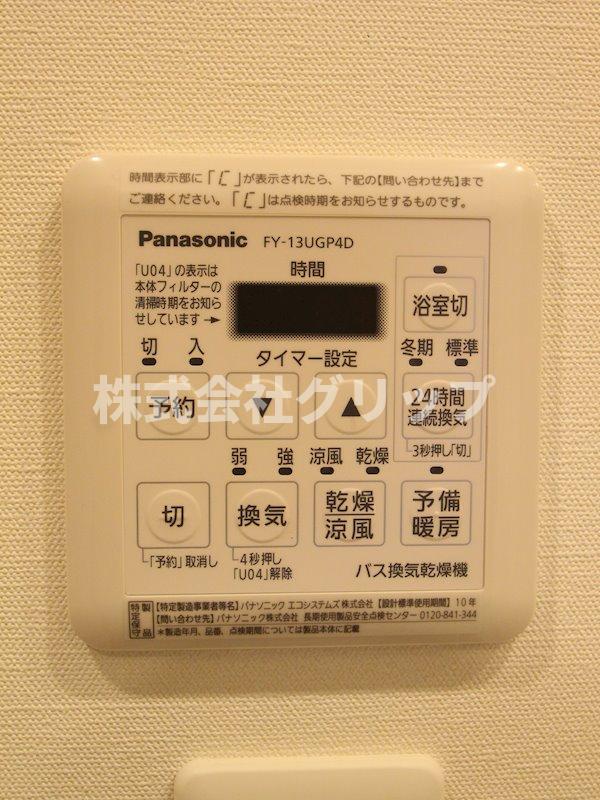 時間表示部に「[」が表示されたら、下記の【問い合わせ先】まで
ご連絡ください。「[」は点検時期をお知らせするものです。
Panasonic FY-13UGP4D
「U04」の表示は
本体フィルターの
清掃時期をお知ら
せしています→
時間
浴室切
切 入
タイマー設定
冬期 標準
予約
▼
▲
24時間
連続換気
3秒押し「切」
株式会社グリップ
弱 強 涼風 乾燥
切
換気
乾燥
涼風
予備
暖房
「予約」取消し
4秒押し
「U04」解除
バス換気乾燥機
特定保守製品
【特定製造事業者等名】パナソニック エコシステムズ株式会社【設計標準使用期間】10年
【問い合わせ先】パナソニック株式会社 長期使用製品安全点検センター 0120-841-344
*製造年月、品番、点検期間については製品本体に記載